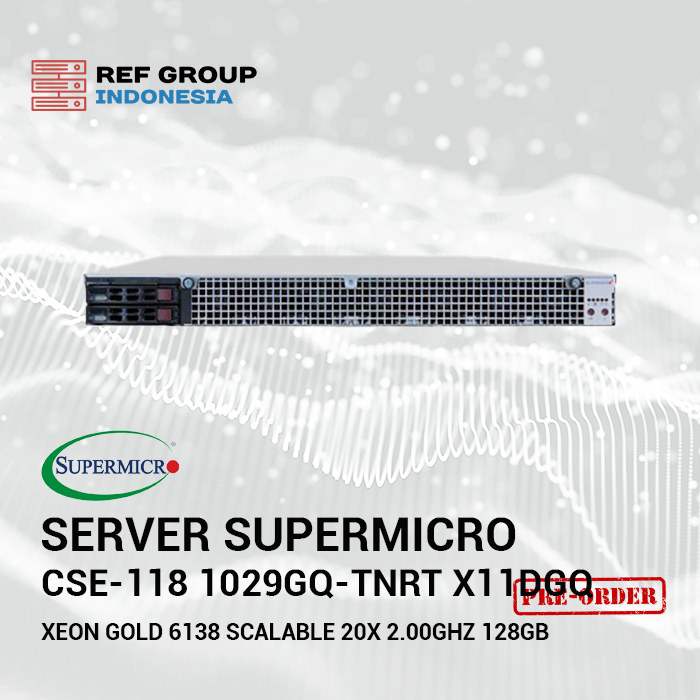 REF GROUP
INDONESIA
SUPERMICRO
SERVER SUPERMICRO
CSE-118 1029GQ-TNRT X11DGQ
PRE-ORDER
XEON GOLD 6138 SCALABLE 20X 2.00GHZ 128GB